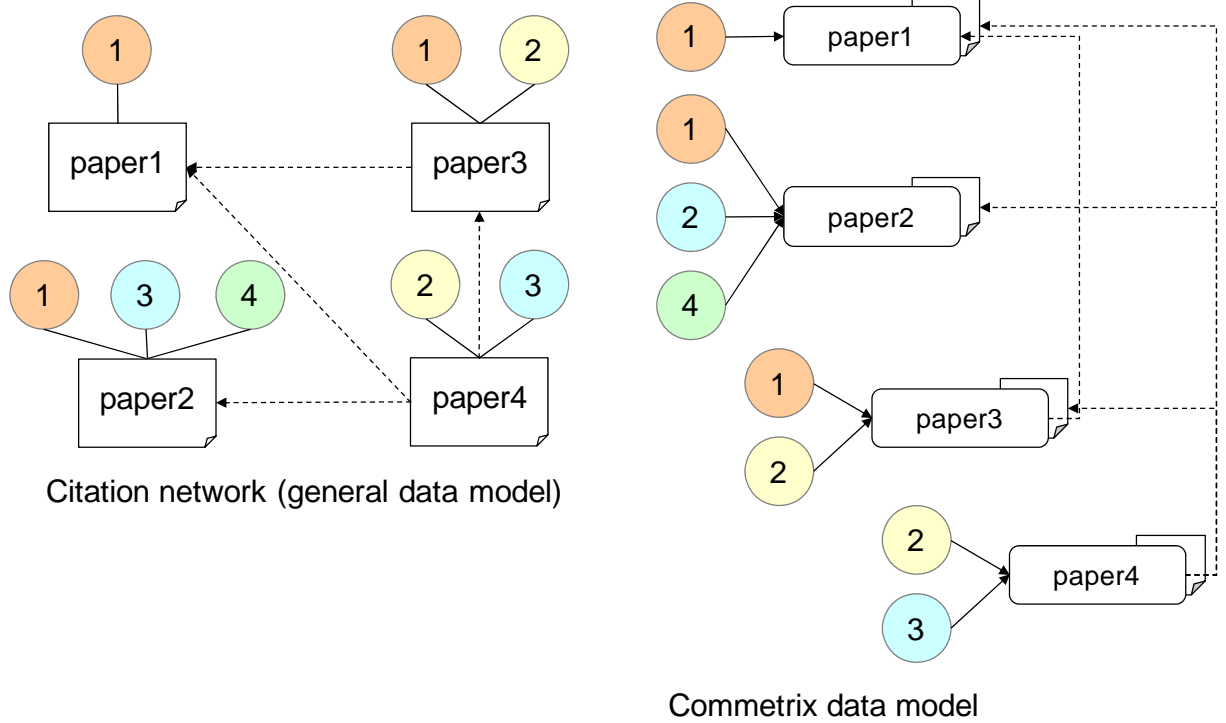 1
1
2
paper1
paper3
1
3
4
2
3
paper2
paper4
Citation network (general data model)
1
paper1
1
2
4
paper2
1
2
paper3
2
3
paper4
Commetrix data model